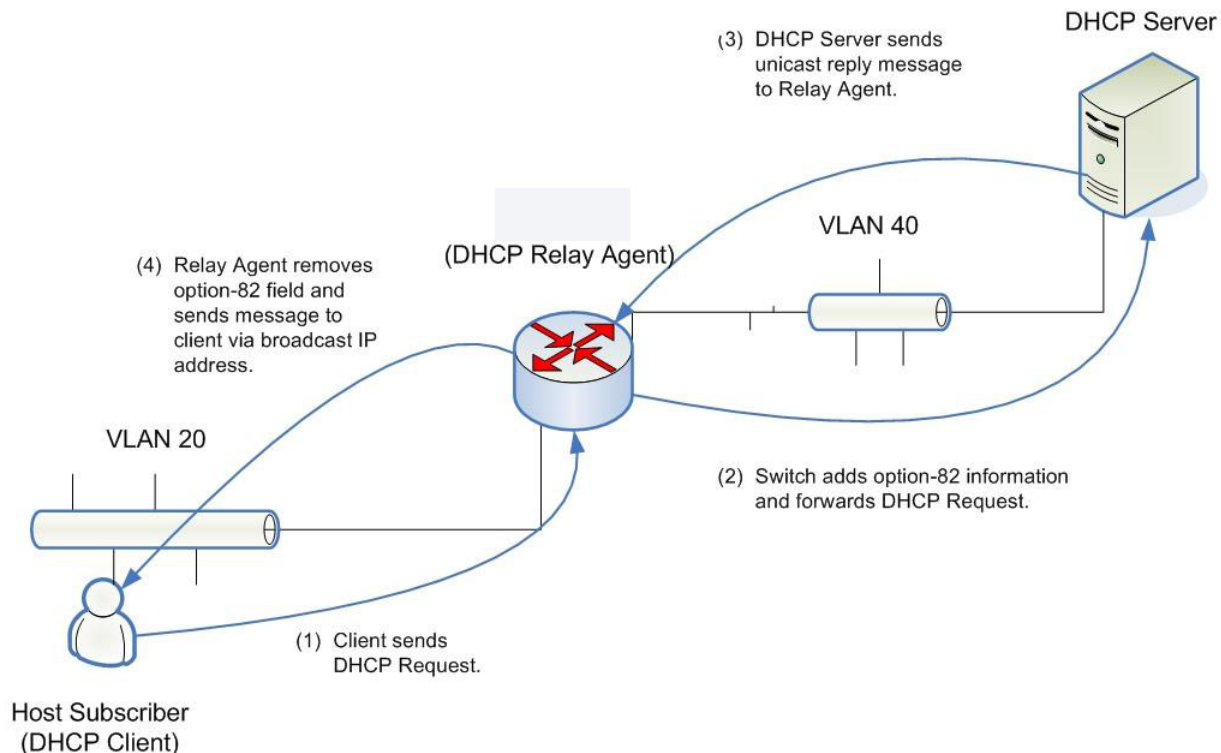 DHCP Server
(3) DHCP Server sends
unicast reply message
to Relay Agent.
VLAN 40
(DHCP Relay Agent)
(4) Relay Agent removes
option-82 field and
sends message to
client via broadcast IP
address.
VLAN 20
(2) Switch adds option-82 information
and forwards DHCP Request.
(1) Client sends
DHCP Request.
Host Subscriber
(DHCP Client)